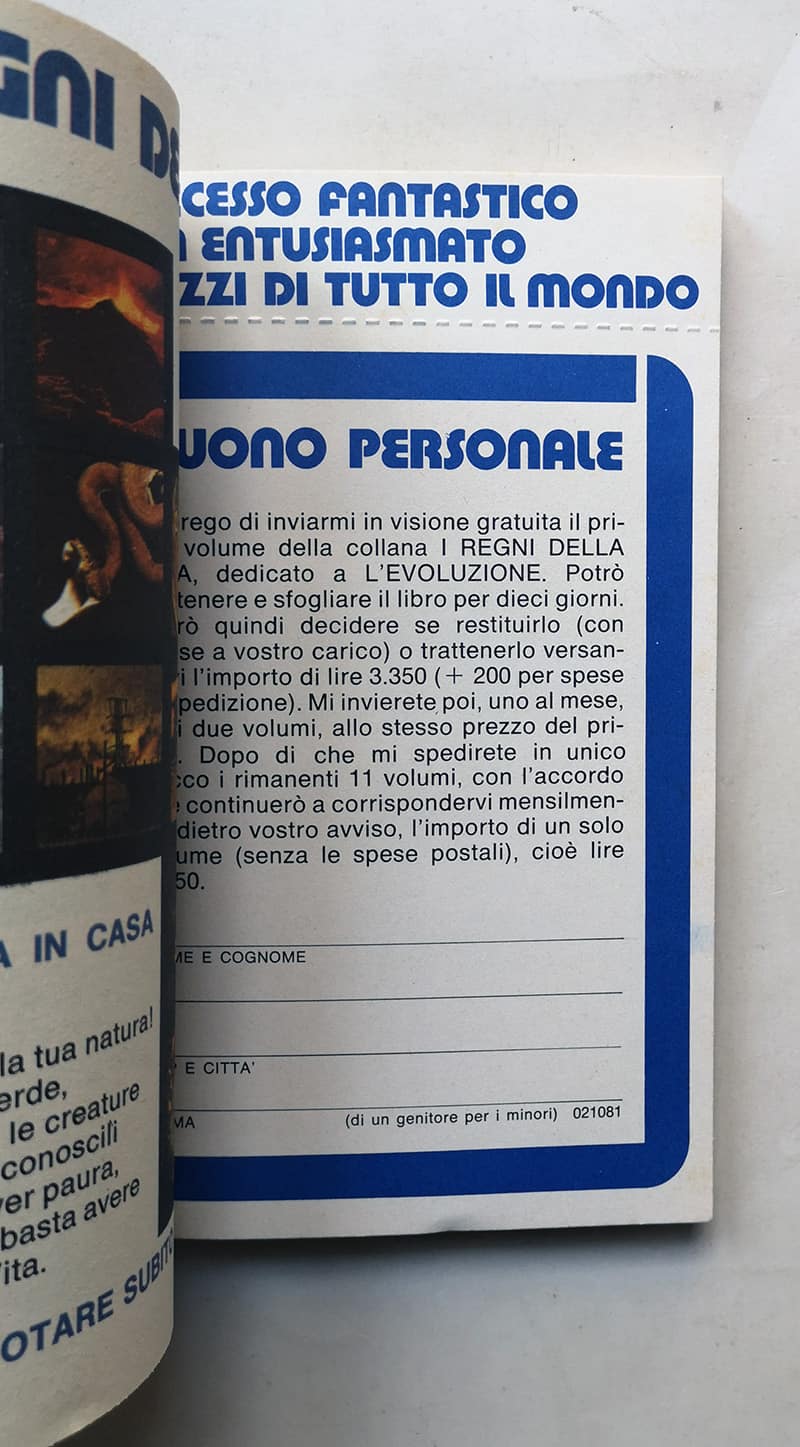 GNI DE
CESSO FANTASTICO
ENTUSIASMATO
ZZI DI TUTTO IL MONDO
UONO PERSONALE
rego di inviarmi in visione gratuita il pri-
volume della collana I REGNI DELLA
A, dedicato a L'EVOLUZIONE. Potrò
tenere e sfogliare il libro per dieci giorni.
rò quindi decidere se restituirlo (con
se a vostro carico) o trattenerlo versan-
i l'importo di lire 3.350 (+ 200 per spese
pedizione). Mi invierete poi, uno al mese,
i due volumi, allo stesso prezzo del pri-
. Dopo di che mi spedirete in unico
cco i rimanenti 11 volumi, con l'accordo
e continuerò a corrispondervi mensilmen-
dietro vostro avviso, l'importo di un solo
ume (senza le spese postali), cioè lire
50.
ME E COGNOME
E CITTA'
MA (di un genitore per i minori) 021081
A IN CASA
la tua natura!
erde,
le creature
conoscili
er paura,
basta avere
ita.
OTARE SUBITO